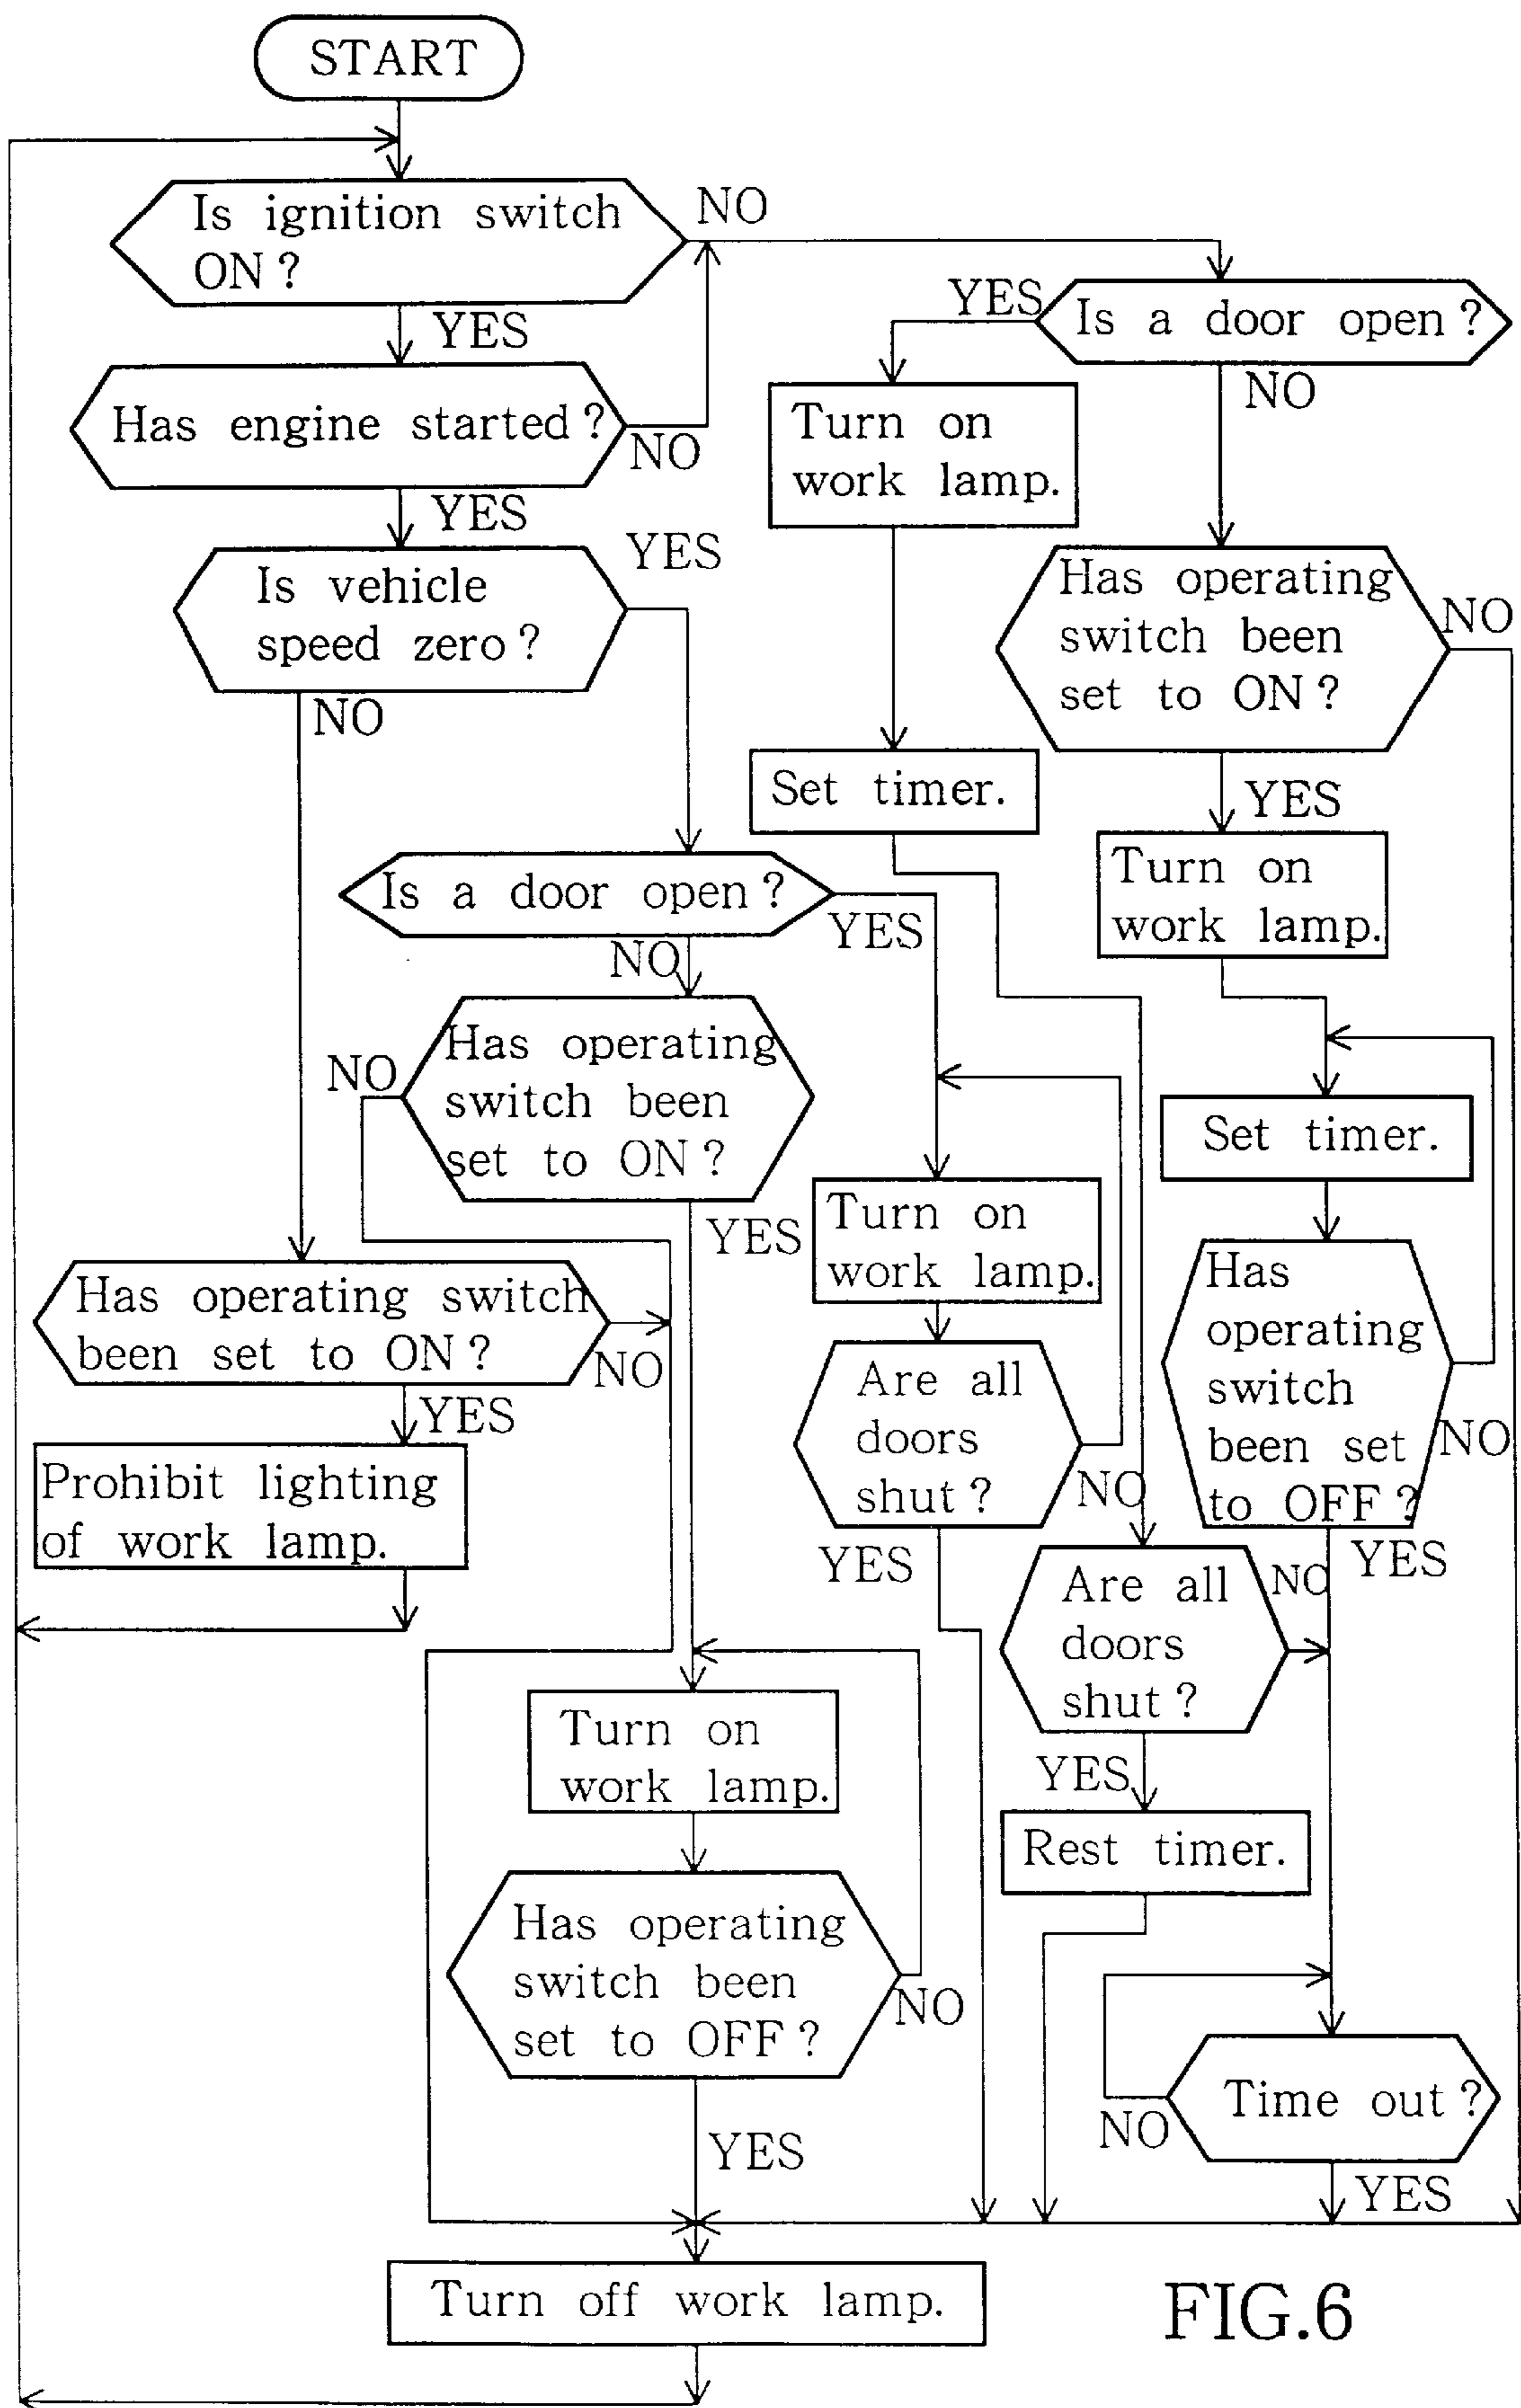 START
Is ignition switch
ON?
NO
YES
Has engine started?
NO
YES
Is vehicle
speed zero?
YES
NO
Is a door open?
YES
NO
Turn on
work lamp.
Set timer.
Has operating
switch been
set to ON?
NO
YES
Turn on
work lamp.
Set timer.
Has
operating
switch
been set
to OFF?
NO
YES
Is a door open?
YES
NO
Has operating
switch been
set to ON?
NO
YES
Turn on
work lamp.
Are all
doors
shut?
NO
YES
Has operating switch
been set to ON?
NO
YES
Prohibit lighting
of work lamp.
Are all
doors
shut?
NO
YES
Rest timer.
Turn on
work lamp.
Has operating
switch been
set to OFF?
NO
YES
Time out?
NO
YES
Turn off work lamp.
FIG.6